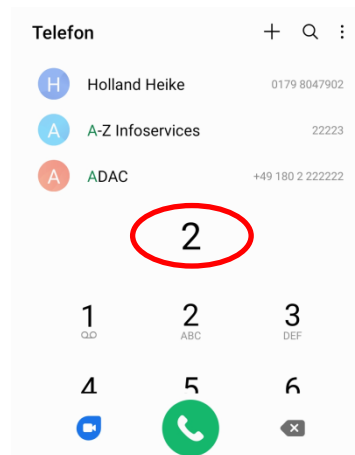 Telefon
H Holland Heike 0179 8047902
A A-Z Infoservices 22223
A ADAC +49 180 2 222222
2
1 2 3
ABC DEF
4 5 6